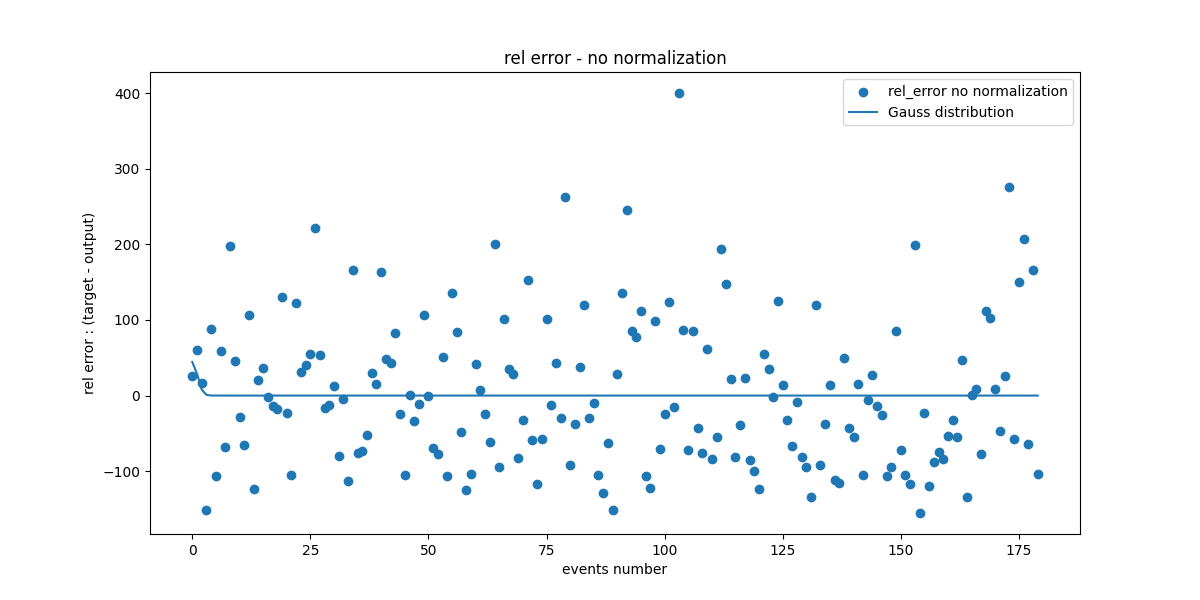 rel error - no normalization
rel_error no normalization
Gauss distribution
400
300
200
100
0
−100
rel error : (target - output)
0 25 50 75 100 125 150 175
events number